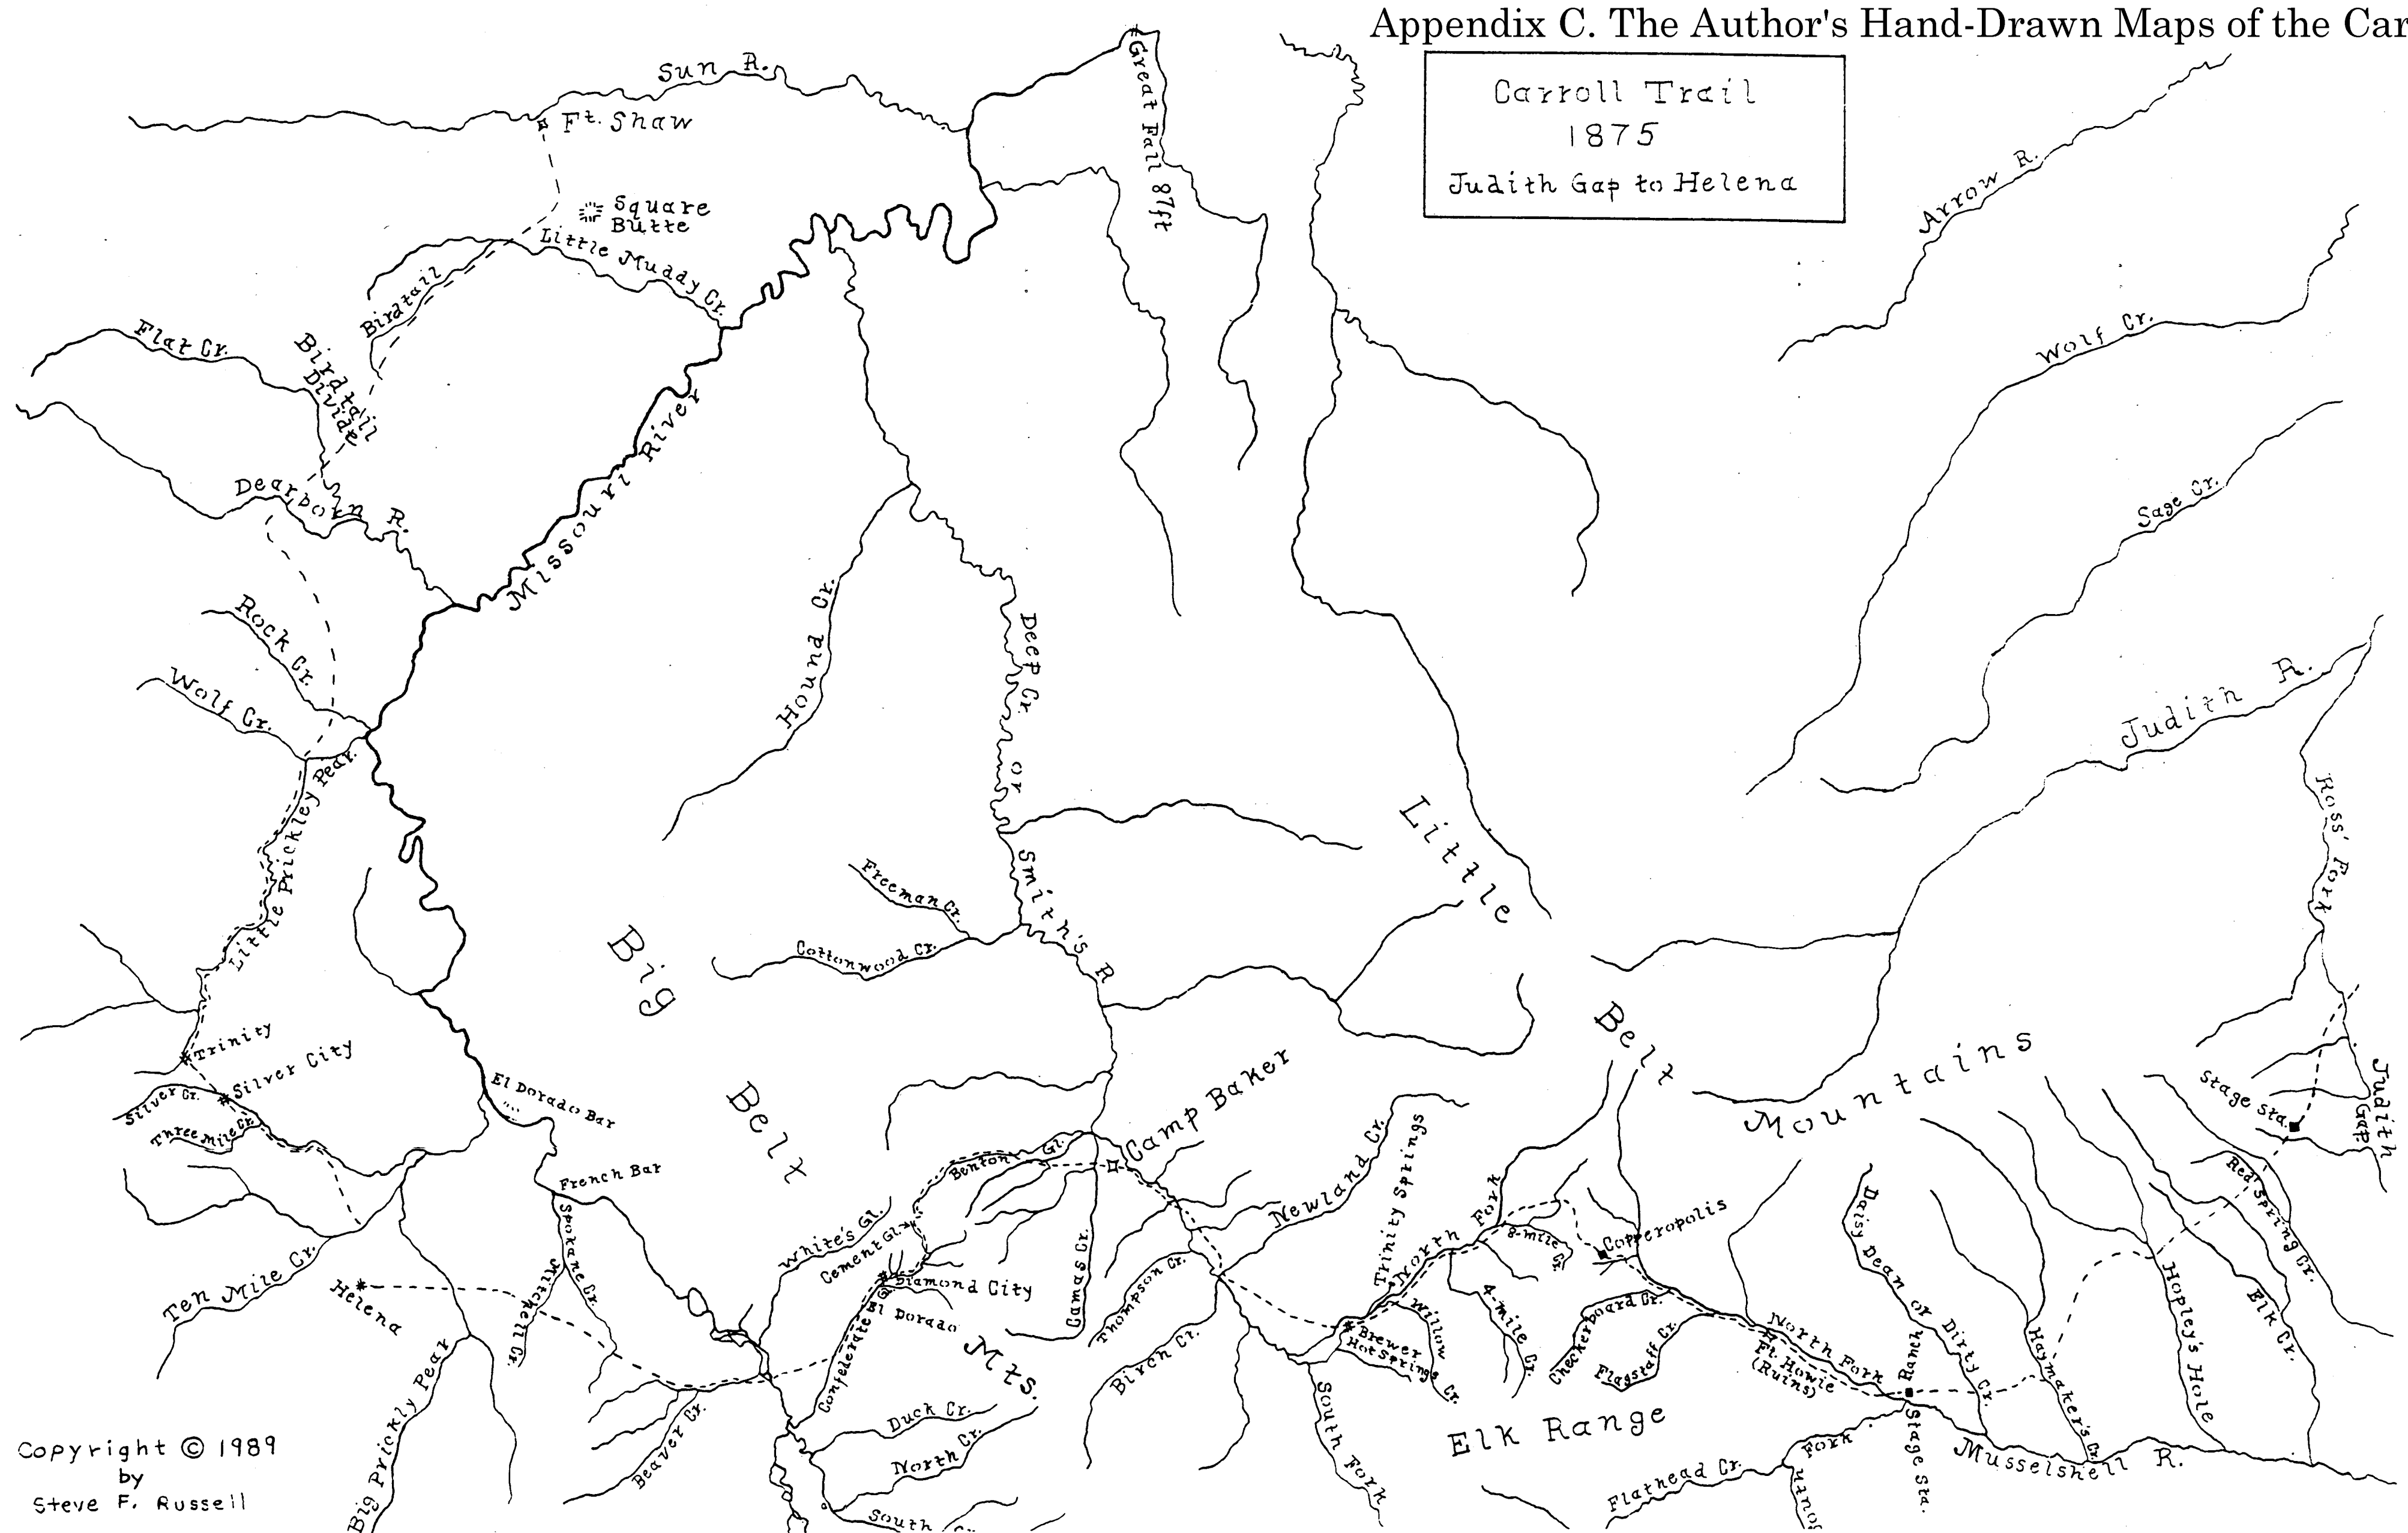 Appendix C. The Author's Hand-Drawn Maps of the Car
Carroll Trail
1875
Judith Gap to Helena
Sun R.
Ft. Shaw
Great Fall 87ft
Square
Butte
Little Muddy Cr.
Birdtail
Flat Cr.
Birdtail
Divide
Dearborn R.
Missouri River
Arrow R.
Wolf Cr.
Sage Cr.
Judith R.
Ross' Fork
Rock Cr.
Wolf Cr.
Hound Cr.
Deep Cr. or Smith's R
Little Prickley Pear.
Freeman Cr.
Cottonwood Cr.
Little Belt Mountains
Big Belt Mts.
Trinity
Silver City
Silver Cr.
Three Mile Cr.
El Dorado Bar
French Bar
Camp Baker
Benton Gl.
White's Gl.
Cement Gl.
Diamond City
El Dorado
Confederate Gl.
Spokane Cr.
Mitchell Cr.
Ten Mile Cr.
Helena
Big Prickly Pear
Beaver Cr.
Duck Cr.
North Cr.
South Cr.
Camas Cr.
Thompson Cr.
Birch Cr.
Newland Cr.
Trinity Springs
North Fork
8-mile Cr.
4-mile Cr.
Willow Cr.
Brewer
Hot Springs
South Fork
Copperopolis
Checkerboard Cr.
Flagstaff Cr.
North Fork
Ft. Howie
(Ruins)
Ranch
Stage Sta.
Daisy Dean or Dirty Cr.
Haymaker's Cr.
Hopley's Hole
Elk Cr.
Red Spring Cr.
Stage Sta.
Judith
Gap
Elk Range
Flathead Cr.
Fork
South
Musselshell R.
Copyright © 1989
by
Steve F. Russell